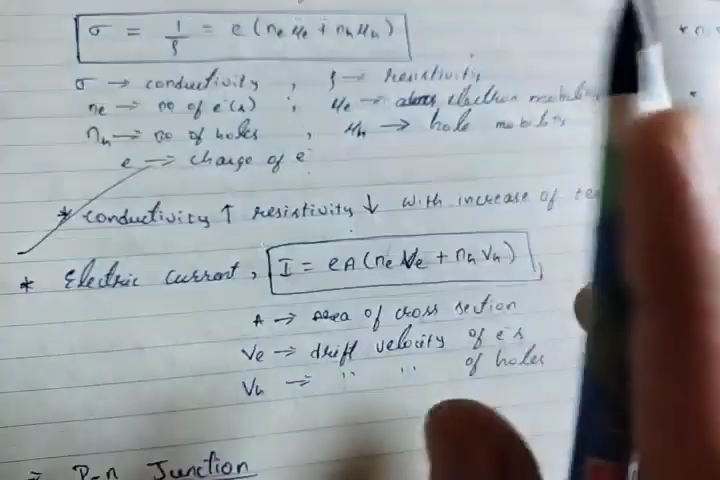 σ = 1/ρ = e (ne μe + nh μh)
σ → conductivity , ρ → resistivity
ne → no of e⁻(s) ; μe → electron
nh → no of holes , μh → hole mobility
e → charge of e⁻
* conductivity ↑ resistivity ↓ with increase of
* Electric current, I = eA (ne Ve + nh Vh) ,
A → Area of cross section
Ve → drift velocity of e⁻s
Vh → " " of holes
⇒ P-n Junction